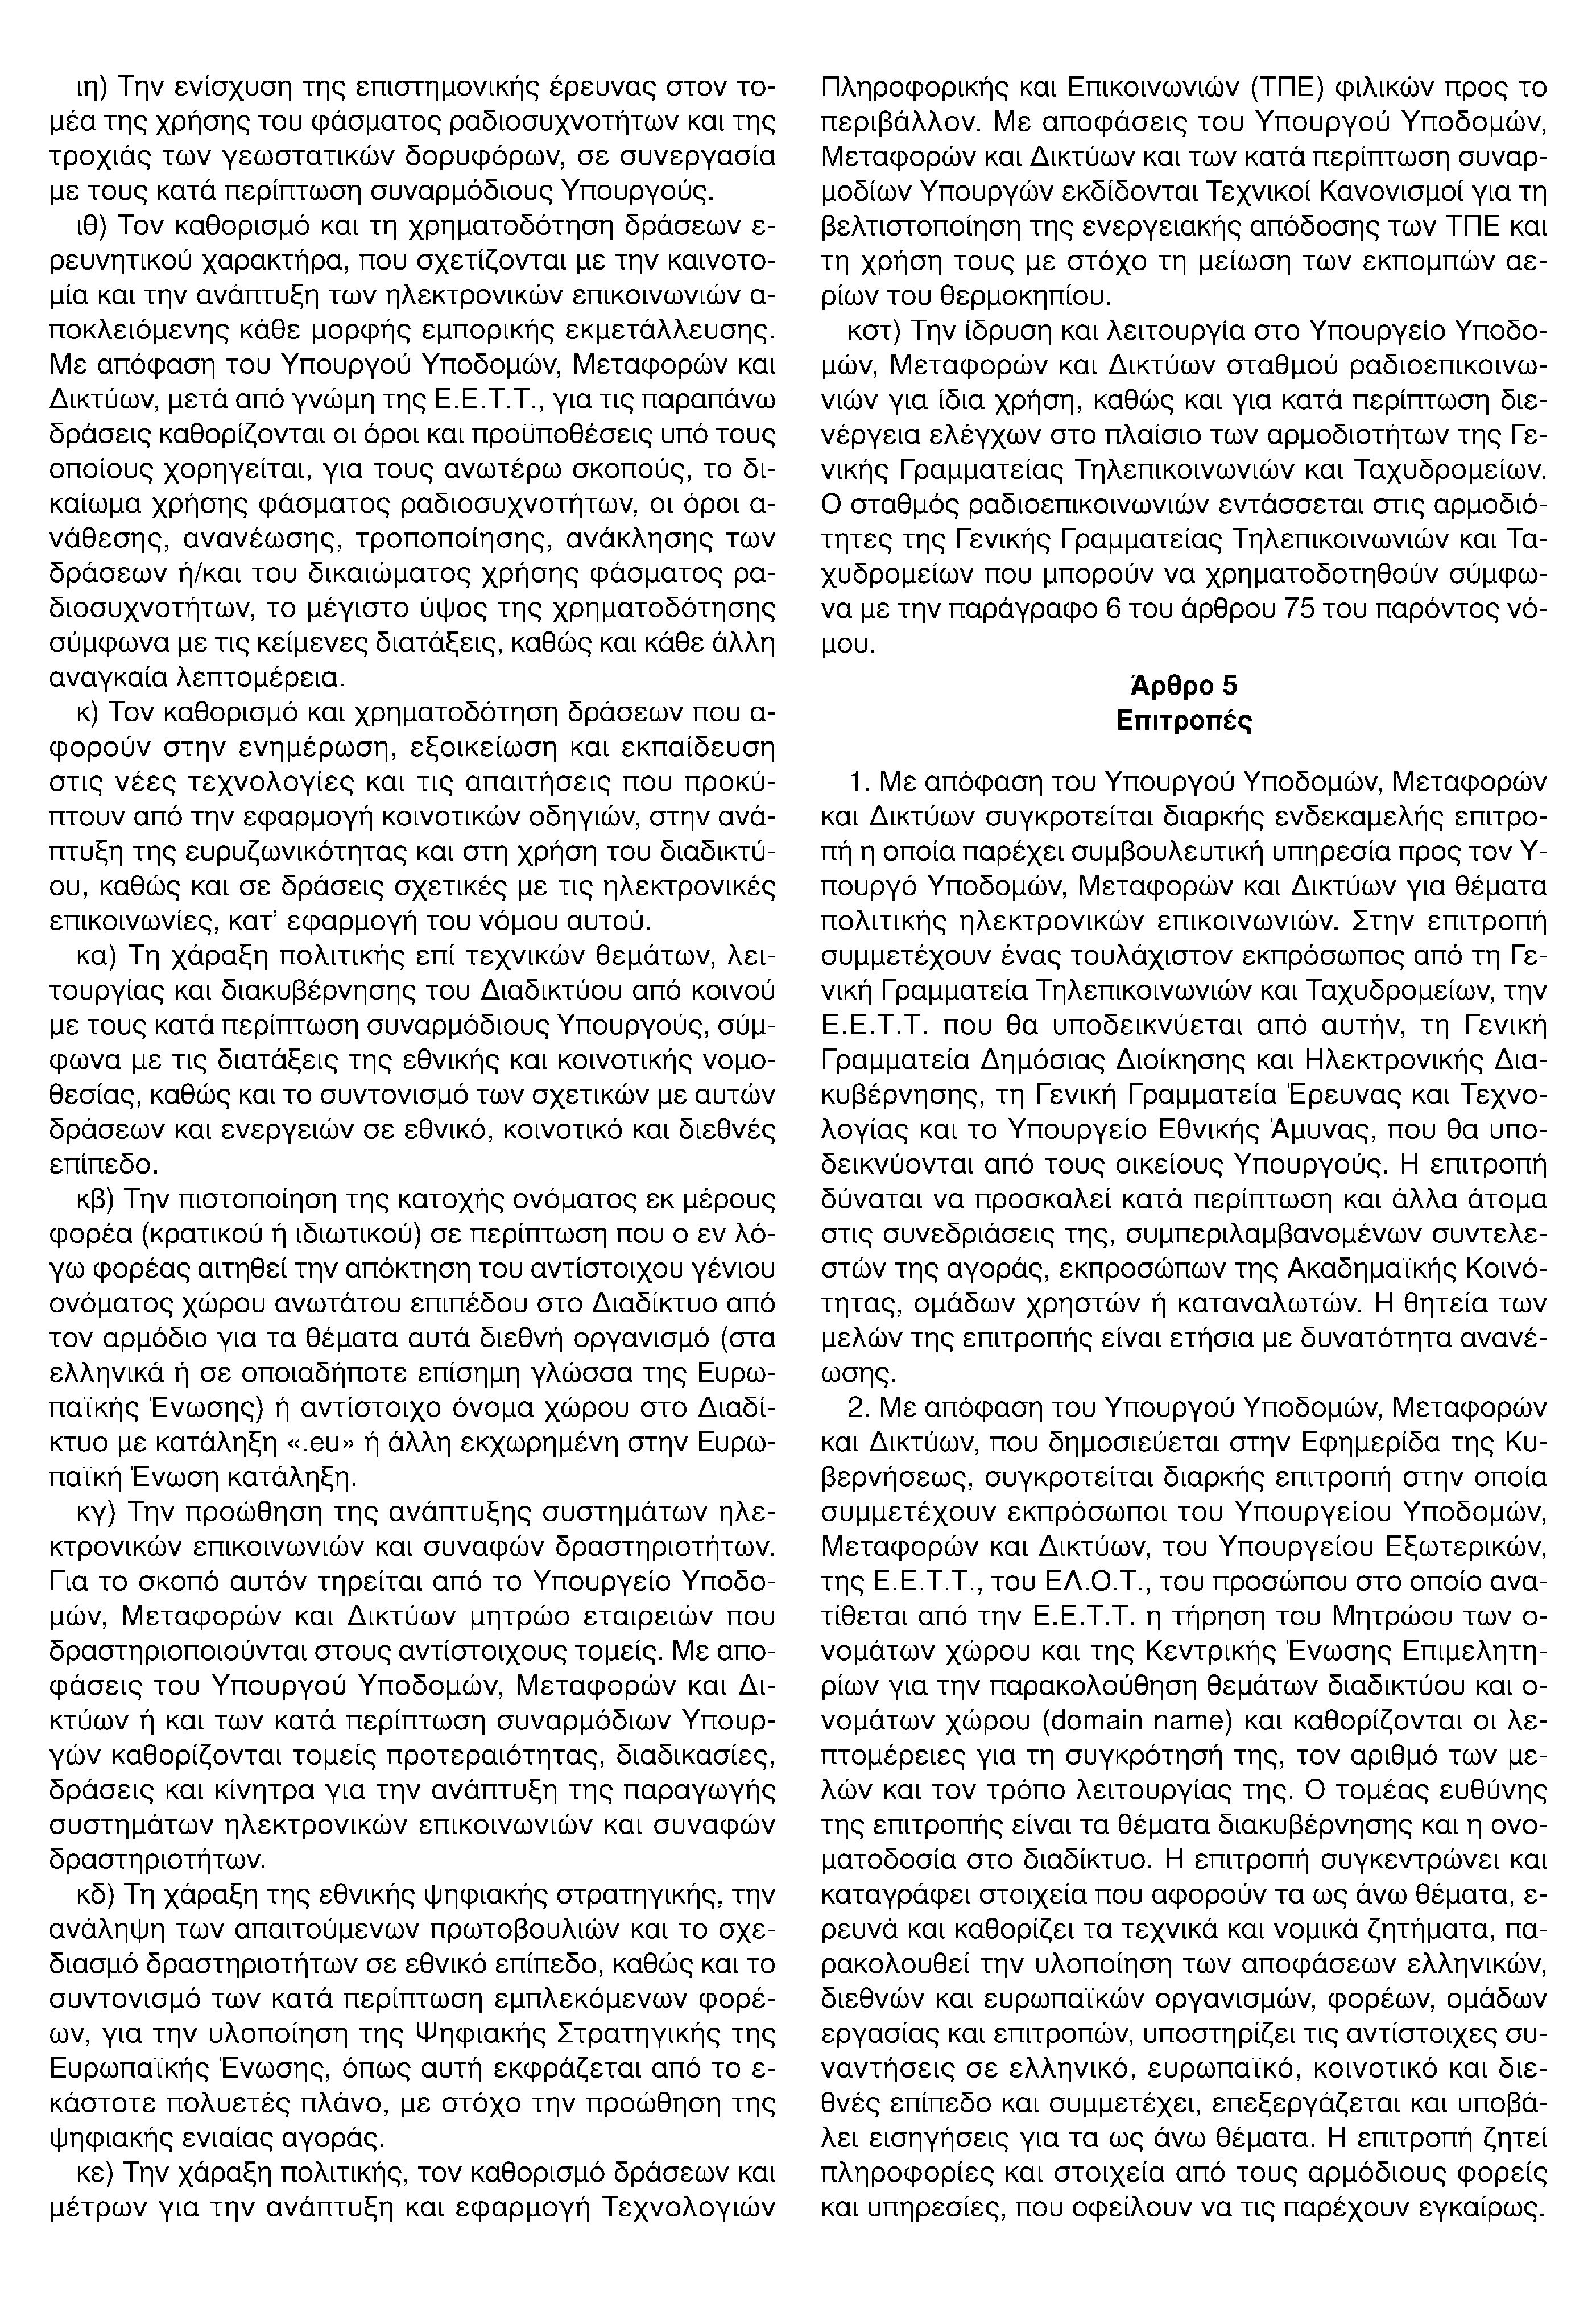 ιη) Την ενίσχυση της επιστημονικής έρευνας στον το-
μέα της χρήσης του φάσματος ραδιοσυχνοτήτων και της
τροχιάς των γεωστατικών δορυφόρων, σε συνεργασία
με τους κατά περίπτωση συναρμόδιους Υπουργούς.
ιθ) Τον καθορισμό και τη χρηματοδότηση δράσεων ε-
ρευνητικού χαρακτήρα, που σχετίζονται με την καινοτο-
μία και την ανάπτυξη των ηλεκτρονικών επικοινωνιών α-
ποκλειόμενης κάθε μορφής εμπορικής εκμετάλλευσης.
Με απόφαση του Υπουργού Υποδομών, Μεταφορών και
Δικτύων, μετά από γνώμη της Ε.Ε.Τ.Τ., για τις παραπάνω
δράσεις καθορίζονται οι όροι και προϋποθέσεις υπό τους
οποίους χορηγείται, για τους ανωτέρω σκοπούς, το δι-
καίωμα χρήσης φάσματος ραδιοσυχνοτήτων, οι όροι α-
νάθεσης, ανανέωσης, τροποποίησης, ανάκλησης των
δράσεων ή/και του δικαιώματος χρήσης φάσματος ρα-
διοσυχνοτήτων, το μέγιστο ύψος της χρηματοδότησης
σύμφωνα με τις κείμενες διατάξεις, καθώς και κάθε άλλη
αναγκαία λεπτομέρεια.
κ) Τον καθορισμό και χρηματοδότηση δράσεων που α-
φορούν στην ενημέρωση, εξοικείωση και εκπαίδευση
στις νέες τεχνολογίες και τις απαιτήσεις που προκύ-
πτουν από την εφαρμογή κοινοτικών οδηγιών, στην ανά-
πτυξη της ευρυζωνικότητας και στη χρήση του διαδικτύ-
ου, καθώς και σε δράσεις σχετικές με τις ηλεκτρονικές
επικοινωνίες, κατ’ εφαρμογή του νόμου αυτού.
κα) Τη χάραξη πολιτικής επί τεχνικών θεμάτων, λει-
τουργίας και διακυβέρνησης του Διαδικτύου από κοινού
με τους κατά περίπτωση συναρμόδιους Υπουργούς, σύμ-
φωνα με τις διατάξεις της εθνικής και κοινοτικής νομο-
θεσίας, καθώς και το συντονισμό των σχετικών με αυτών
δράσεων και ενεργειών σε εθνικό, κοινοτικό και διεθνές
επίπεδο.
κβ) Την πιστοποίηση της κατοχής ονόματος εκ μέρους
φορέα (κρατικού ή ιδιωτικού) σε περίπτωση που ο εν λό-
γω φορέας αιτηθεί την απόκτηση του αντίστοιχου γένιου
ονόματος χώρου ανωτάτου επιπέδου στο Διαδίκτυο από
τον αρμόδιο για τα θέματα αυτά διεθνή οργανισμό (στα
ελληνικά ή σε οποιαδήποτε επίσημη γλώσσα της Ευρω-
παϊκής Ένωσης) ή αντίστοιχο όνομα χώρου στο Διαδί-
κτυο με κατάληξη «.eu» ή άλλη εκχωρημένη στην Ευρω-
παϊκή Ένωση κατάληξη.
κγ) Την προώθηση της ανάπτυξης συστημάτων ηλε-
κτρονικών επικοινωνιών και συναφών δραστηριοτήτων.
Για το σκοπό αυτόν τηρείται από το Υπουργείο Υποδο-
μών, Μεταφορών και Δικτύων μητρώο εταιρειών που
δραστηριοποιούνται στους αντίστοιχους τομείς. Με απο-
φάσεις του Υπουργού Υποδομών, Μεταφορών και Δι-
κτύων ή και των κατά περίπτωση συναρμόδιων Υπουρ-
γών καθορίζονται τομείς προτεραιότητας, διαδικασίες,
δράσεις και κίνητρα για την ανάπτυξη της παραγωγής
συστημάτων ηλεκτρονικών επικοινωνιών και συναφών
δραστηριοτήτων.
κδ) Τη χάραξη της εθνικής ψηφιακής στρατηγικής, την
ανάληψη των απαιτούμενων πρωτοβουλιών και το σχε-
διασμό δραστηριοτήτων σε εθνικό επίπεδο, καθώς και το
συντονισμό των κατά περίπτωση εμπλεκόμενων φορέ-
ων, για την υλοποίηση της Ψηφιακής Στρατηγικής της
Ευρωπαϊκής Ένωσης, όπως αυτή εκφράζεται από το ε-
κάστοτε πολυετές πλάνο, με στόχο την προώθηση της
ψηφιακής ενιαίας αγοράς.
κε) Την χάραξη πολιτικής, τον καθορισμό δράσεων και
μέτρων για την ανάπτυξη και εφαρμογή Τεχνολογιών
Πληροφορικής και Επικοινωνιών (ΤΠΕ) φιλικών προς το
περιβάλλον. Με αποφάσεις του Υπουργού Υποδομών,
Μεταφορών και Δικτύων και των κατά περίπτωση συναρ-
μοδίων Υπουργών εκδίδονται Τεχνικοί Κανονισμοί για τη
βελτιστοποίηση της ενεργειακής απόδοσης των ΤΠΕ και
τη χρήση τους με στόχο τη μείωση των εκπομπών αε-
ρίων του θερμοκηπίου.
κστ) Την ίδρυση και λειτουργία στο Υπουργείο Υποδο-
μών, Μεταφορών και Δικτύων σταθμού ραδιοεπικοινω-
νιών για ίδια χρήση, καθώς και για κατά περίπτωση διε-
νέργεια ελέγχων στο πλαίσιο των αρμοδιοτήτων της Γε-
νικής Γραμματείας Τηλεπικοινωνιών και Ταχυδρομείων.
Ο σταθμός ραδιοεπικοινωνιών εντάσσεται στις αρμοδιό-
τητες της Γενικής Γραμματείας Τηλεπικοινωνιών και Τα-
χυδρομείων που μπορούν να χρηματοδοτηθούν σύμφω-
να με την παράγραφο 6 του άρθρου 75 του παρόντος νό-
μου.
Άρθρο 5
Επιτροπές
1. Με απόφαση του Υπουργού Υποδομών, Μεταφορών
και Δικτύων συγκροτείται διαρκής ενδεκαμελής επιτρο-
πή η οποία παρέχει συμβουλευτική υπηρεσία προς τον Υ-
πουργό Υποδομών, Μεταφορών και Δικτύων για θέματα
πολιτικής ηλεκτρονικών επικοινωνιών. Στην επιτροπή
συμμετέχουν ένας τουλάχιστον εκπρόσωπος από τη Γε-
νική Γραμματεία Τηλεπικοινωνιών και Ταχυδρομείων, την
Ε.Ε.Τ.Τ. που θα υποδεικνύεται από αυτήν, τη Γενική
Γραμματεία Δημόσιας Διοίκησης και Ηλεκτρονικής Δια-
κυβέρνησης, τη Γενική Γραμματεία Έρευνας και Τεχνο-
λογίας και το Υπουργείο Εθνικής Άμυνας, που θα υπο-
δεικνύονται από τους οικείους Υπουργούς. Η επιτροπή
δύναται να προσκαλεί κατά περίπτωση και άλλα άτομα
στις συνεδριάσεις της, συμπεριλαμβανομένων συντελε-
στών της αγοράς, εκπροσώπων της Ακαδημαϊκής Κοινό-
τητας, ομάδων χρηστών ή καταναλωτών. Η θητεία των
μελών της επιτροπής είναι ετήσια με δυνατότητα ανανέ-
ωσης.
2. Με απόφαση του Υπουργού Υποδομών, Μεταφορών
και Δικτύων, που δημοσιεύεται στην Εφημερίδα της Κυ-
βερνήσεως, συγκροτείται διαρκής επιτροπή στην οποία
συμμετέχουν εκπρόσωποι του Υπουργείου Υποδομών,
Μεταφορών και Δικτύων, του Υπουργείου Εξωτερικών,
της Ε.Ε.Τ.Τ., του ΕΛ.Ο.Τ., του προσώπου στο οποίο ανα-
τίθεται από την Ε.Ε.Τ.Τ. η τήρηση του Μητρώου των ο-
νομάτων χώρου και της Κεντρικής Ένωσης Επιμελητη-
ρίων για την παρακολούθηση θεμάτων διαδικτύου και ο-
νομάτων χώρου (domain name) και καθορίζονται οι λε-
πτομέρειες για τη συγκρότησή της, τον αριθμό των με-
λών και τον τρόπο λειτουργίας της. Ο τομέας ευθύνης
της επιτροπής είναι τα θέματα διακυβέρνησης και η ονο-
ματοδοσία στο διαδίκτυο. Η επιτροπή συγκεντρώνει και
καταγράφει στοιχεία που αφορούν τα ως άνω θέματα, ε-
ρευνά και καθορίζει τα τεχνικά και νομικά ζητήματα, πα-
ρακολουθεί την υλοποίηση των αποφάσεων ελληνικών,
διεθνών και ευρωπαϊκών οργανισμών, φορέων, ομάδων
εργασίας και επιτροπών, υποστηρίζει τις αντίστοιχες συ-
ναντήσεις σε ελληνικό, ευρωπαϊκό, κοινοτικό και διε-
θνές επίπεδο και συμμετέχει, επεξεργάζεται και υποβά-
λει εισηγήσεις για τα ως άνω θέματα. Η επιτροπή ζητεί
πληροφορίες και στοιχεία από τους αρμόδιους φορείς
και υπηρεσίες, που οφείλουν να τις παρέχουν εγκαίρως.